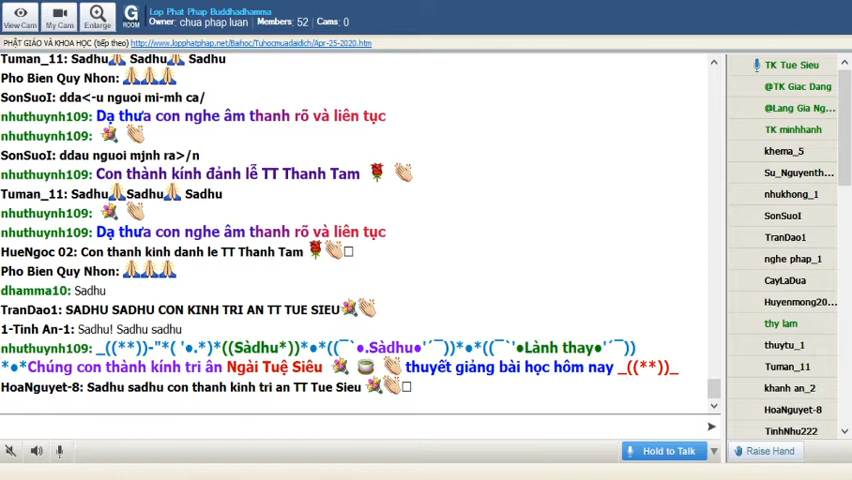 View Cam
My Cam
Enlarge
G
ROOM
Lop Phat Phap Buddhadhamma
Owner: chua phap luan Members: 52 Cams: 0
PHẬT GIÁO VÀ KHOA HỌC (tiếp theo) http://www.lopphatphap.net/Baihoc/Tuhocmuadaidich/Apr-25-2020.htm
Tuman_11: Sadhu Sadhu Sadhu
Pho Bien Quy Nhon:
SonSuoI: dda<-u nguoi mi-mh ca/
nhuthuynh109: Dạ thưa con nghe âm thanh rõ và liên tục
nhuthuynh109:
SonSuoI: ddau nguoi mjnh ra>/n
nhuthuynh109: Con thành kính đảnh lễ TT Thanh Tam
Tuman_11: Sadhu Sadhu Sadhu
nhuthuynh109:
nhuthuynh109: Dạ thưa con nghe âm thanh rõ và liên tục
HueNgoc 02: Con thanh kinh danh le TT Thanh Tam
Pho Bien Quy Nhon:
dhamma10: Sadhu
TranDao1: SADHU SADHU CON KINH TRI AN TT TUE SIEU
1-Tinh An-1: Sadhu! Sadhu sadhu
nhuthuynh109: _((**))-"*( '●.*)*((Sàdhu*))*●*((¯`●.Sàdhu●'´¯))*●*((¯`'●Lành thay●'´¯))
*●*Chúng con thành kính tri ân Ngài Tuệ Siêu thuyết giảng bài học hôm nay _((**))_
HoaNguyet-8: Sadhu sadhu con thanh kinh tri an TT Tue Sieu
Hold to Talk
TK Tue Sieu
@TK Giac Dang
@Lang Gia Ng...
TK minhhanh
khema_5
Su_Nguyenth...
nhukhong_1
SonSuoI
TranDao1
nghe phap_1
CayLaDua
Huyenmong20...
thy lam
thuytu_1
Tuman_11
khanh an_2
HoaNguyet-8
TinhNhu222
Raise Hand